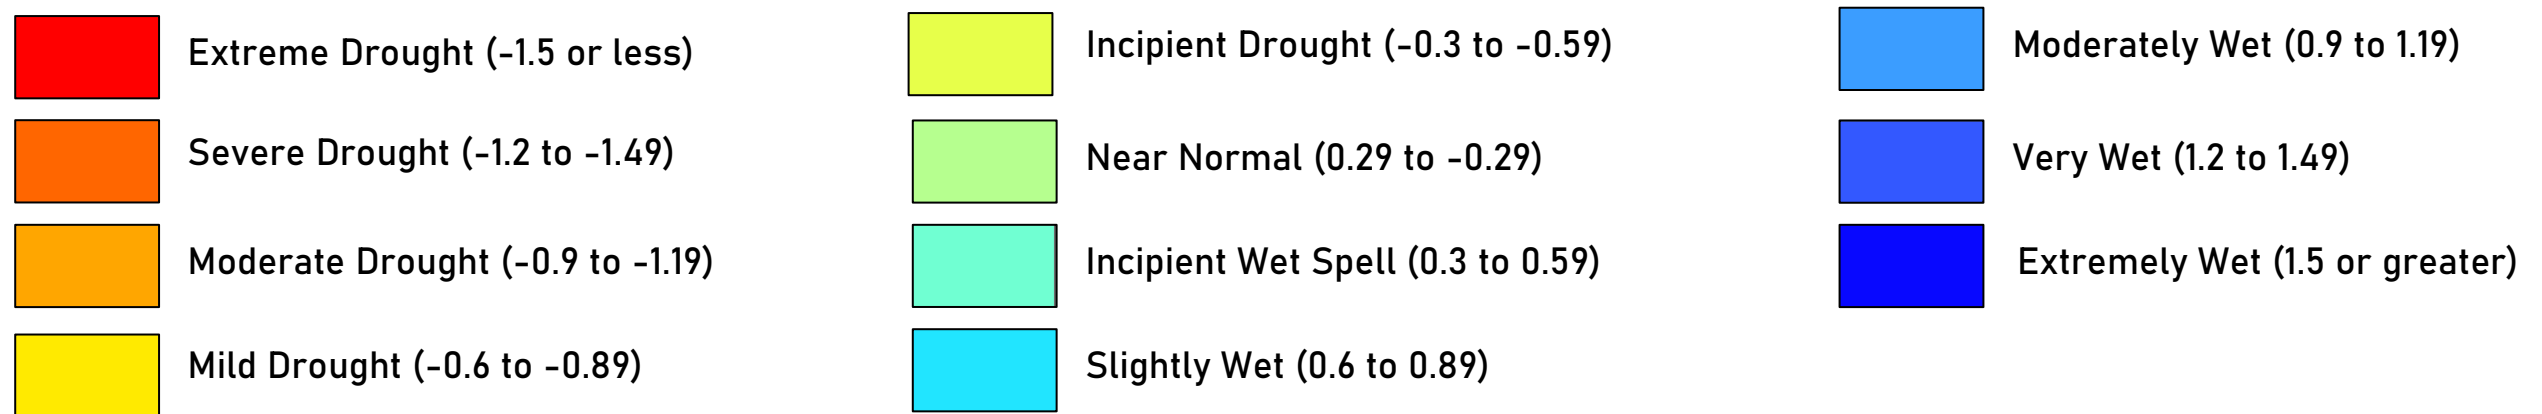 Extreme Drought (-1.5 or less)
Severe Drought (-1.2 to -1.49)
Moderate Drought (-0.9 to -1.19)
Mild Drought (-0.6 to -0.89)
Incipient Drought (-0.3 to -0.59)
Near Normal (0.29 to -0.29)
Incipient Wet Spell (0.3 to 0.59)
Slightly Wet (0.6 to 0.89)
Moderately Wet (0.9 to 1.19)
Very Wet (1.2 to 1.49)
Extremely Wet (1.5 or greater)